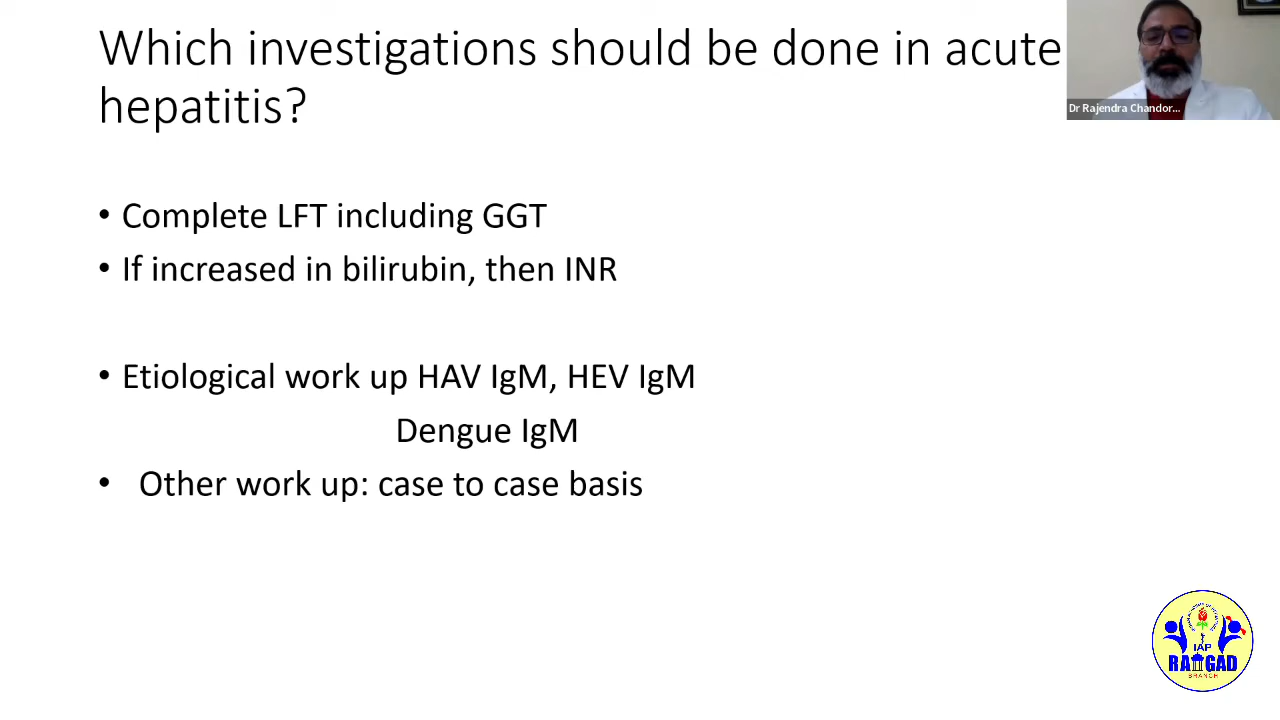 Which investigations should be done in acute
hepatitis?
Dr Rajendra Chandor...
• Complete LFT including GGT
• If increased in bilirubin, then INR
• Etiological work up HAV IgM, HEV IgM
Dengue IgM
• Other work up: case to case basis
IAP
RAIGAD
BRANCH